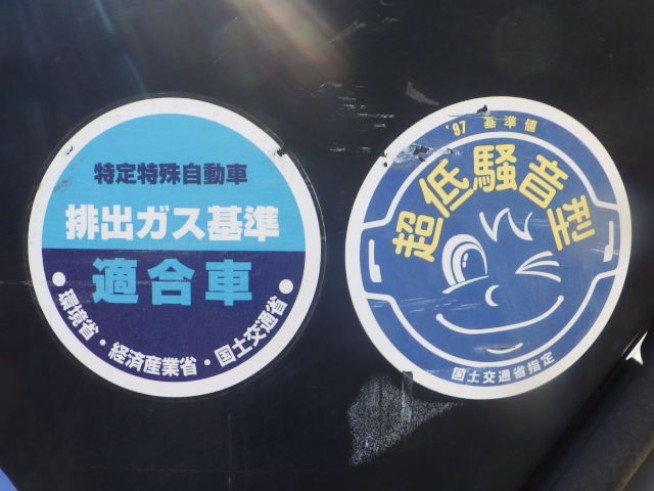 特定特殊自動車
排出ガス基準
適合車
●環境省・経済産業省・国土交通省●
'97 基準値
超低騒音型
国土交通省指定